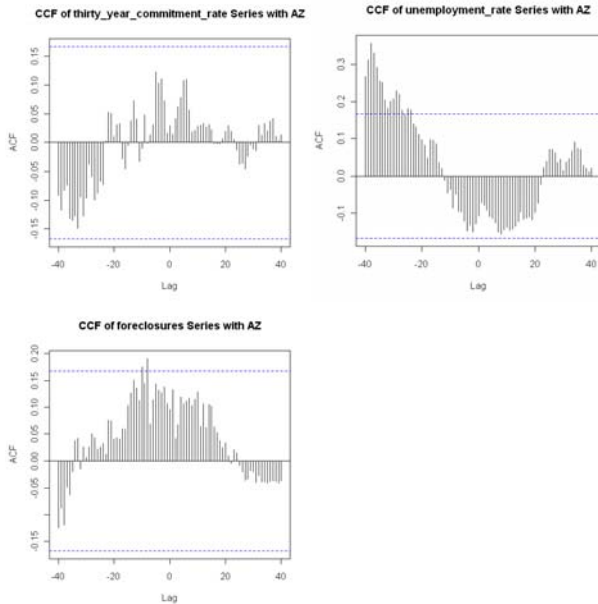 CCF of thirty_year_commitment_rate Series with AZ
ACF
0.15
0.10
0.05
0.00
-0.05
-0.10
-0.15
-40 -20 0 20 40
Lag
CCF of unemployment_rate Series with AZ
ACF
0.3
0.2
0.1
0.0
-0.1
-40 -20 0 20 40
Lag
CCF of foreclosures Series with AZ
ACF
0.20
0.15
0.10
0.05
0.00
-0.05
-0.15
-40 -20 0 20 40
Lag